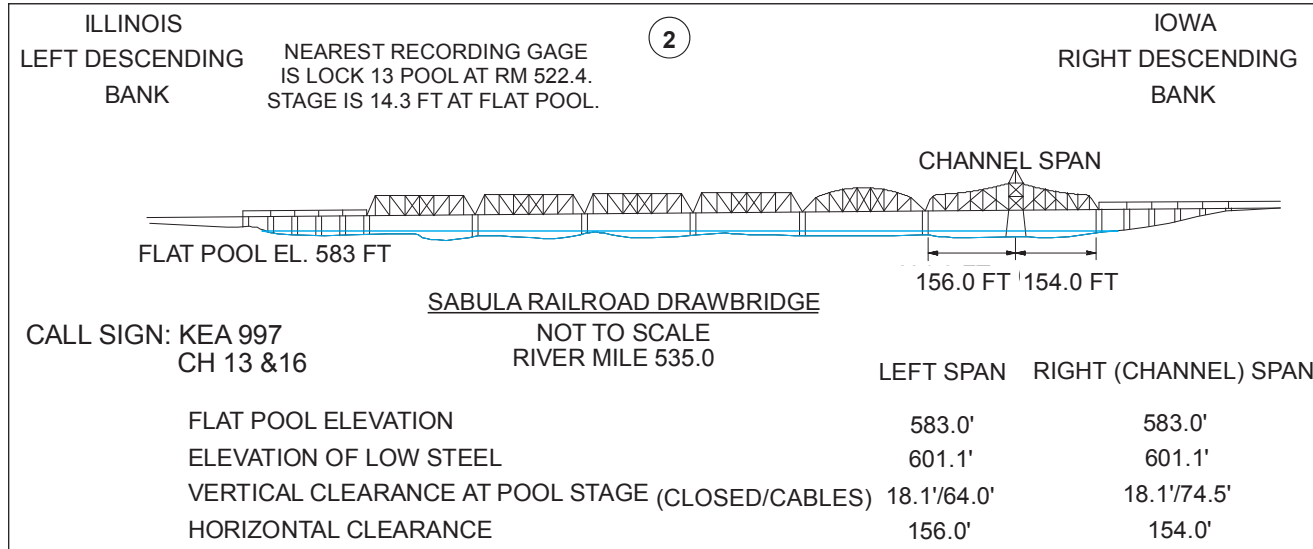 ILLINOIS
LEFT DESCENDING
BANK
NEAREST RECORDING GAGE
IS LOCK 13 POOL AT RM 522.4.
STAGE IS 14.3 FT AT FLAT POOL.
2
IOWA
RIGHT DESCENDING
BANK
CHANNEL SPAN
FLAT POOL EL. 583 FT
156.0 FT 154.0 FT
SABULA RAILROAD DRAWBRIDGE
NOT TO SCALE
RIVER MILE 535.0
CALL SIGN: KEA 997
CH 13 &16
LEFT SPAN RIGHT (CHANNEL) SPAN
FLAT POOL ELEVATION 583.0' 583.0'
ELEVATION OF LOW STEEL 601.1' 601.1'
VERTICAL CLEARANCE AT POOL STAGE (CLOSED/CABLES) 18.1'/64.0' 18.1'/74.5'
HORIZONTAL CLEARANCE 156.0' 154.0'